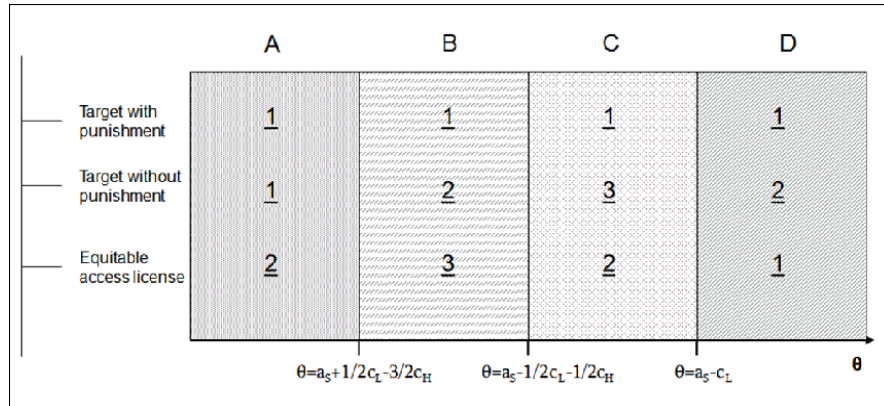 A B C D
Target with
punishment
1 1 1 1
Target without
punishment
1 2 3 2
Equitable
access license
2 3 2 1
θ=aS+1/2cL-3/2cH θ=aS-1/2cL-1/2cH θ=aS-cL θ